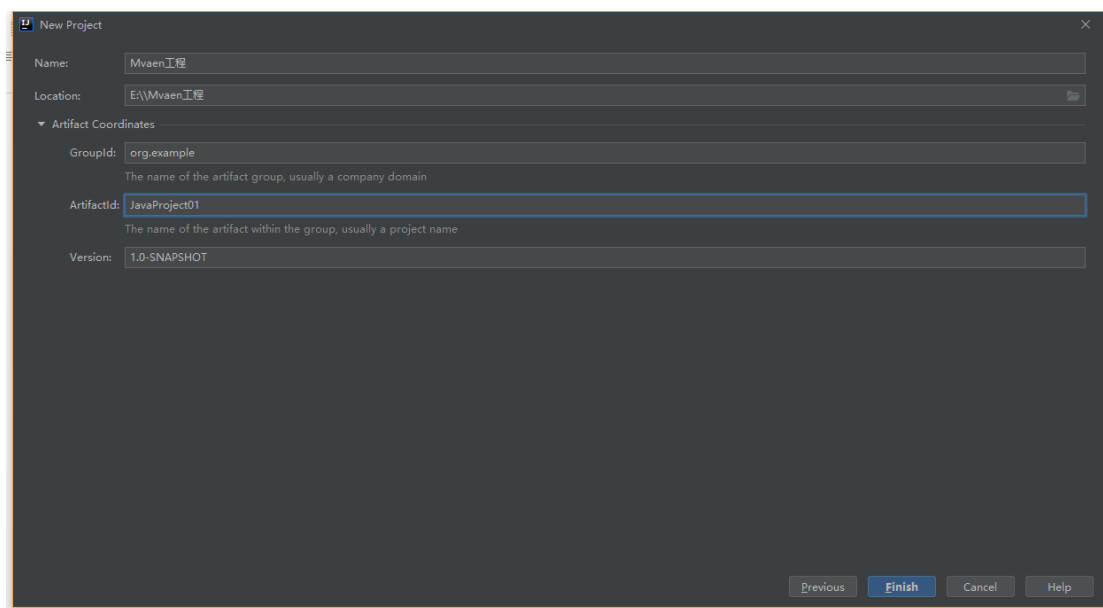 New Project
Name: Mvaen工程
Location: E:\\Mvaen工程
Artifact Coordinates
GroupId: org.example
The name of the artifact group, usually a company domain
ArtifactId: JavaProject01
The name of the artifact within the group, usually a project name
Version: 1.0-SNAPSHOT
Previous Finish Cancel Help